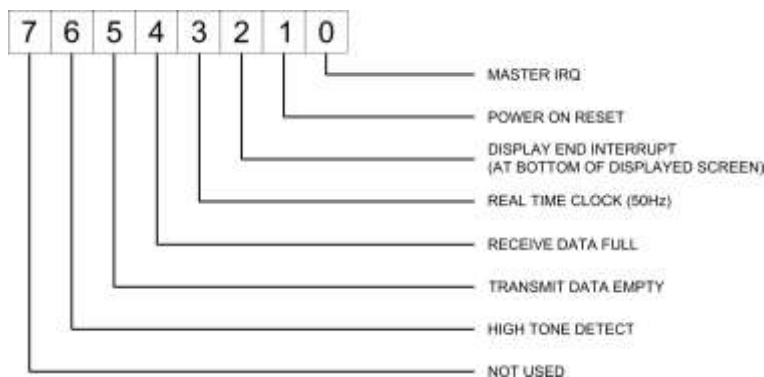 7 6 5 4 3 2 1 0
MASTER IRQ
POWER ON RESET
DISPLAY END INTERRUPT
(AT BOTTOM OF DISPLAYED SCREEN)
REAL TIME CLOCK (50Hz)
RECEIVE DATA FULL
TRANSMIT DATA EMPTY
HIGH TONE DETECT
NOT USED